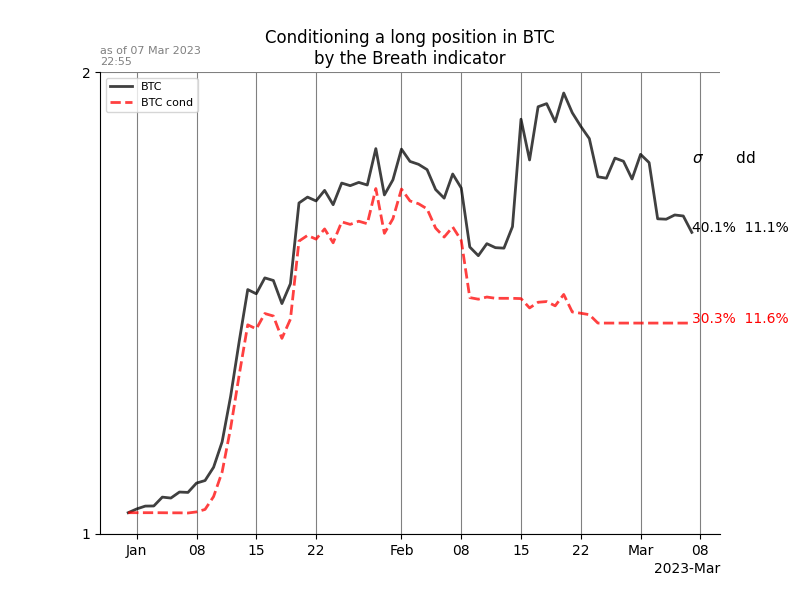 Conditioning a long position in BTC
by the Breath indicator
as of 07 Mar 2023
22:55
2
BTC
BTC cond
σ dd
40.1% 11.1%
30.3% 11.6%
1
Jan 08 15 22 Feb 08 15 22 Mar 08
2023-Mar